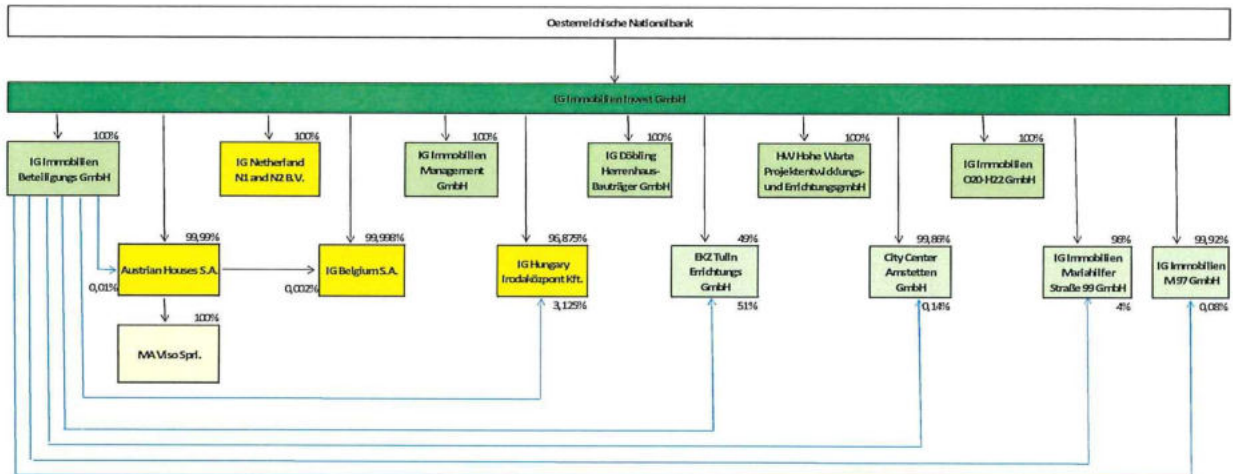 Oesterreichische Nationalbank
IG Immobilien Invest GmbH
100%
IG Immobilien
Beteiligungs GmbH
100%
IG Netherland
N1 and N2 B.V.
100%
IG Immobilien
Management
GmbH
100%
IG Döbling
Herrenhaus-
Bauträger GmbH
100%
HW Hohe Warte
Projektentwicklungs-
und ErrichtungsgmbH
100%
IG Immobilien
O20-H22 GmbH
99,99%
Austrian Houses S.A.
0,01%
99,998%
IG Belgium S.A.
0,002%
96,875%
IG Hungary
Irodaközpont Kft.
3,125%
49%
EKZ Tulln
Errichtungs
GmbH
51%
99,86%
City Center
Amstetten
GmbH
0,14%
96%
IG Immobilien
Mariahilfer
Straße 99 GmbH
4%
99,92%
IG Immobilien
M97 GmbH
0,08%
100%
MA Viso Sprl.